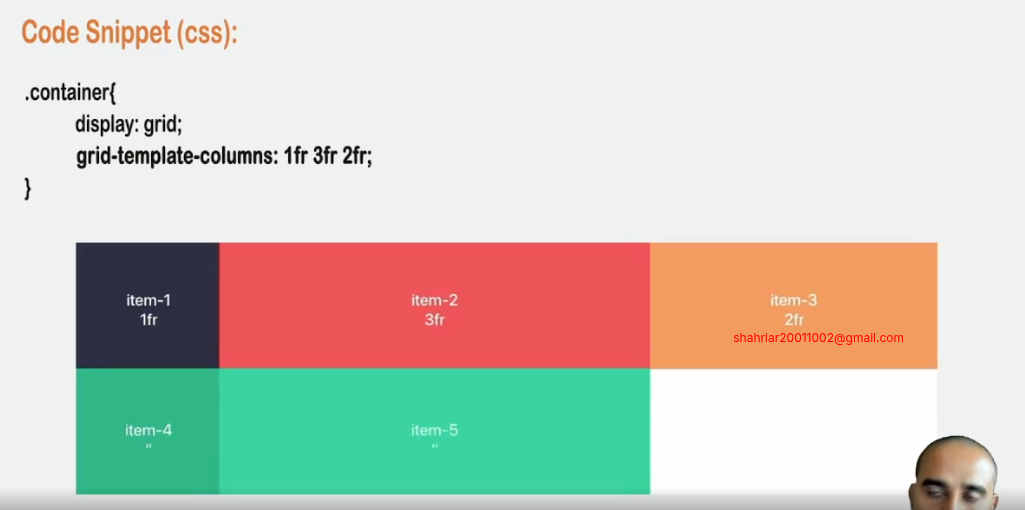 Code Snippet (css):
.container{
display: grid;
grid-template-columns: 1fr 3fr 2fr;
}
item-1
1fr
item-2
3fr
item-3
2fr
shahriar20011002@gmail.com
item-4
"
item-5
"